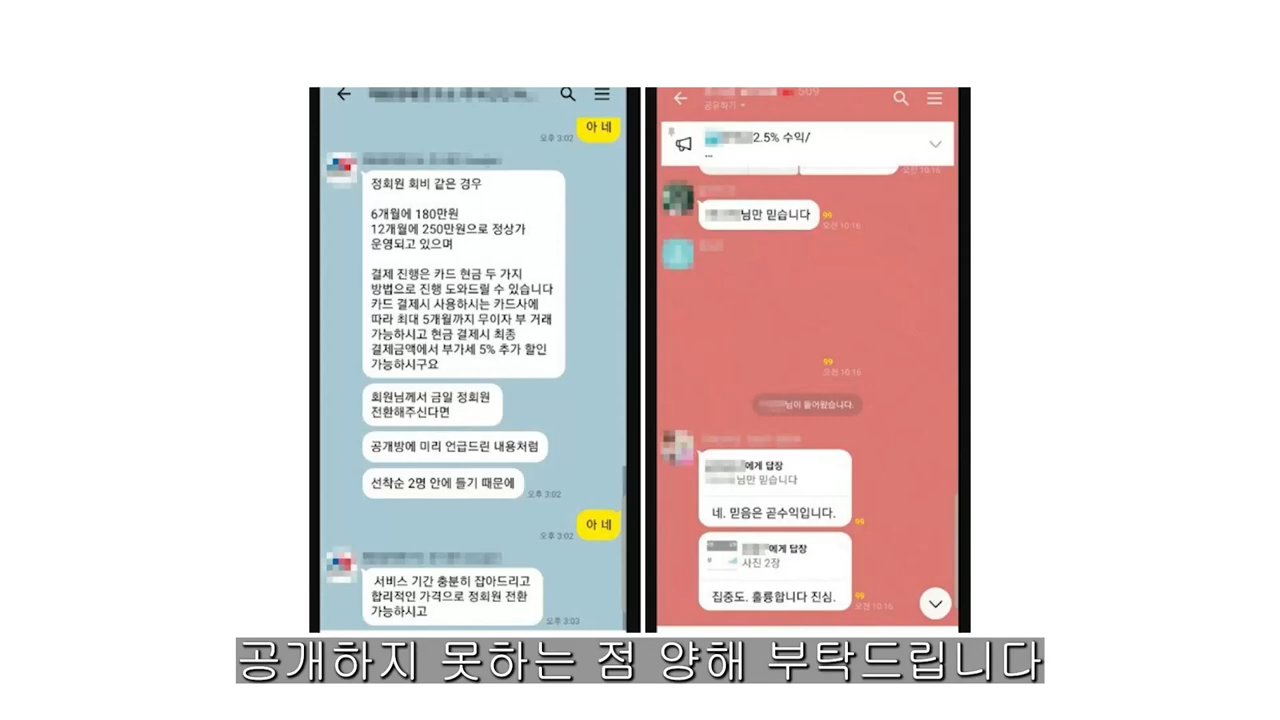 아 네
오후 3:02
정회원 회비 같은 경우
6개월에 180만원
12개월에 250만원으로 정상가
운영되고 있으며
결제 진행은 카드 현금 두 가지
방법으로 진행 도와드릴 수 있습니다
카드 결제시 사용하시는 카드사에
따라 최대 5개월까지 무이자 부 거래
가능하시고 현금 결제시 최종
결제금액에서 부가세 5% 추가 할인
가능하시구요
회원님께서 금일 정회원
전환해주신다면
공개방에 미리 언급드린 내용처럼
선착순 2명 안에 들기 때문에
오후 3:02
아 네
오후 3:02
서비스 기간 충분히 잡아드리고
합리적인 가격으로 정회원 전환
가능하시고
오후 3:03
509
공유하기
2.5% 수익/
...
오전 10:16
님만 믿습니다
99
오전 10:16
99
오전 10:16
님이 들어왔습니다.
에게 답장
님만 믿습니다
네. 믿음은 곧수익입니다.
99
에게 답장
사진 2장
집중도. 훌륭합니다 진심.
99
오전 10:16
공개하지 못하는 점 양해 부탁드립니다